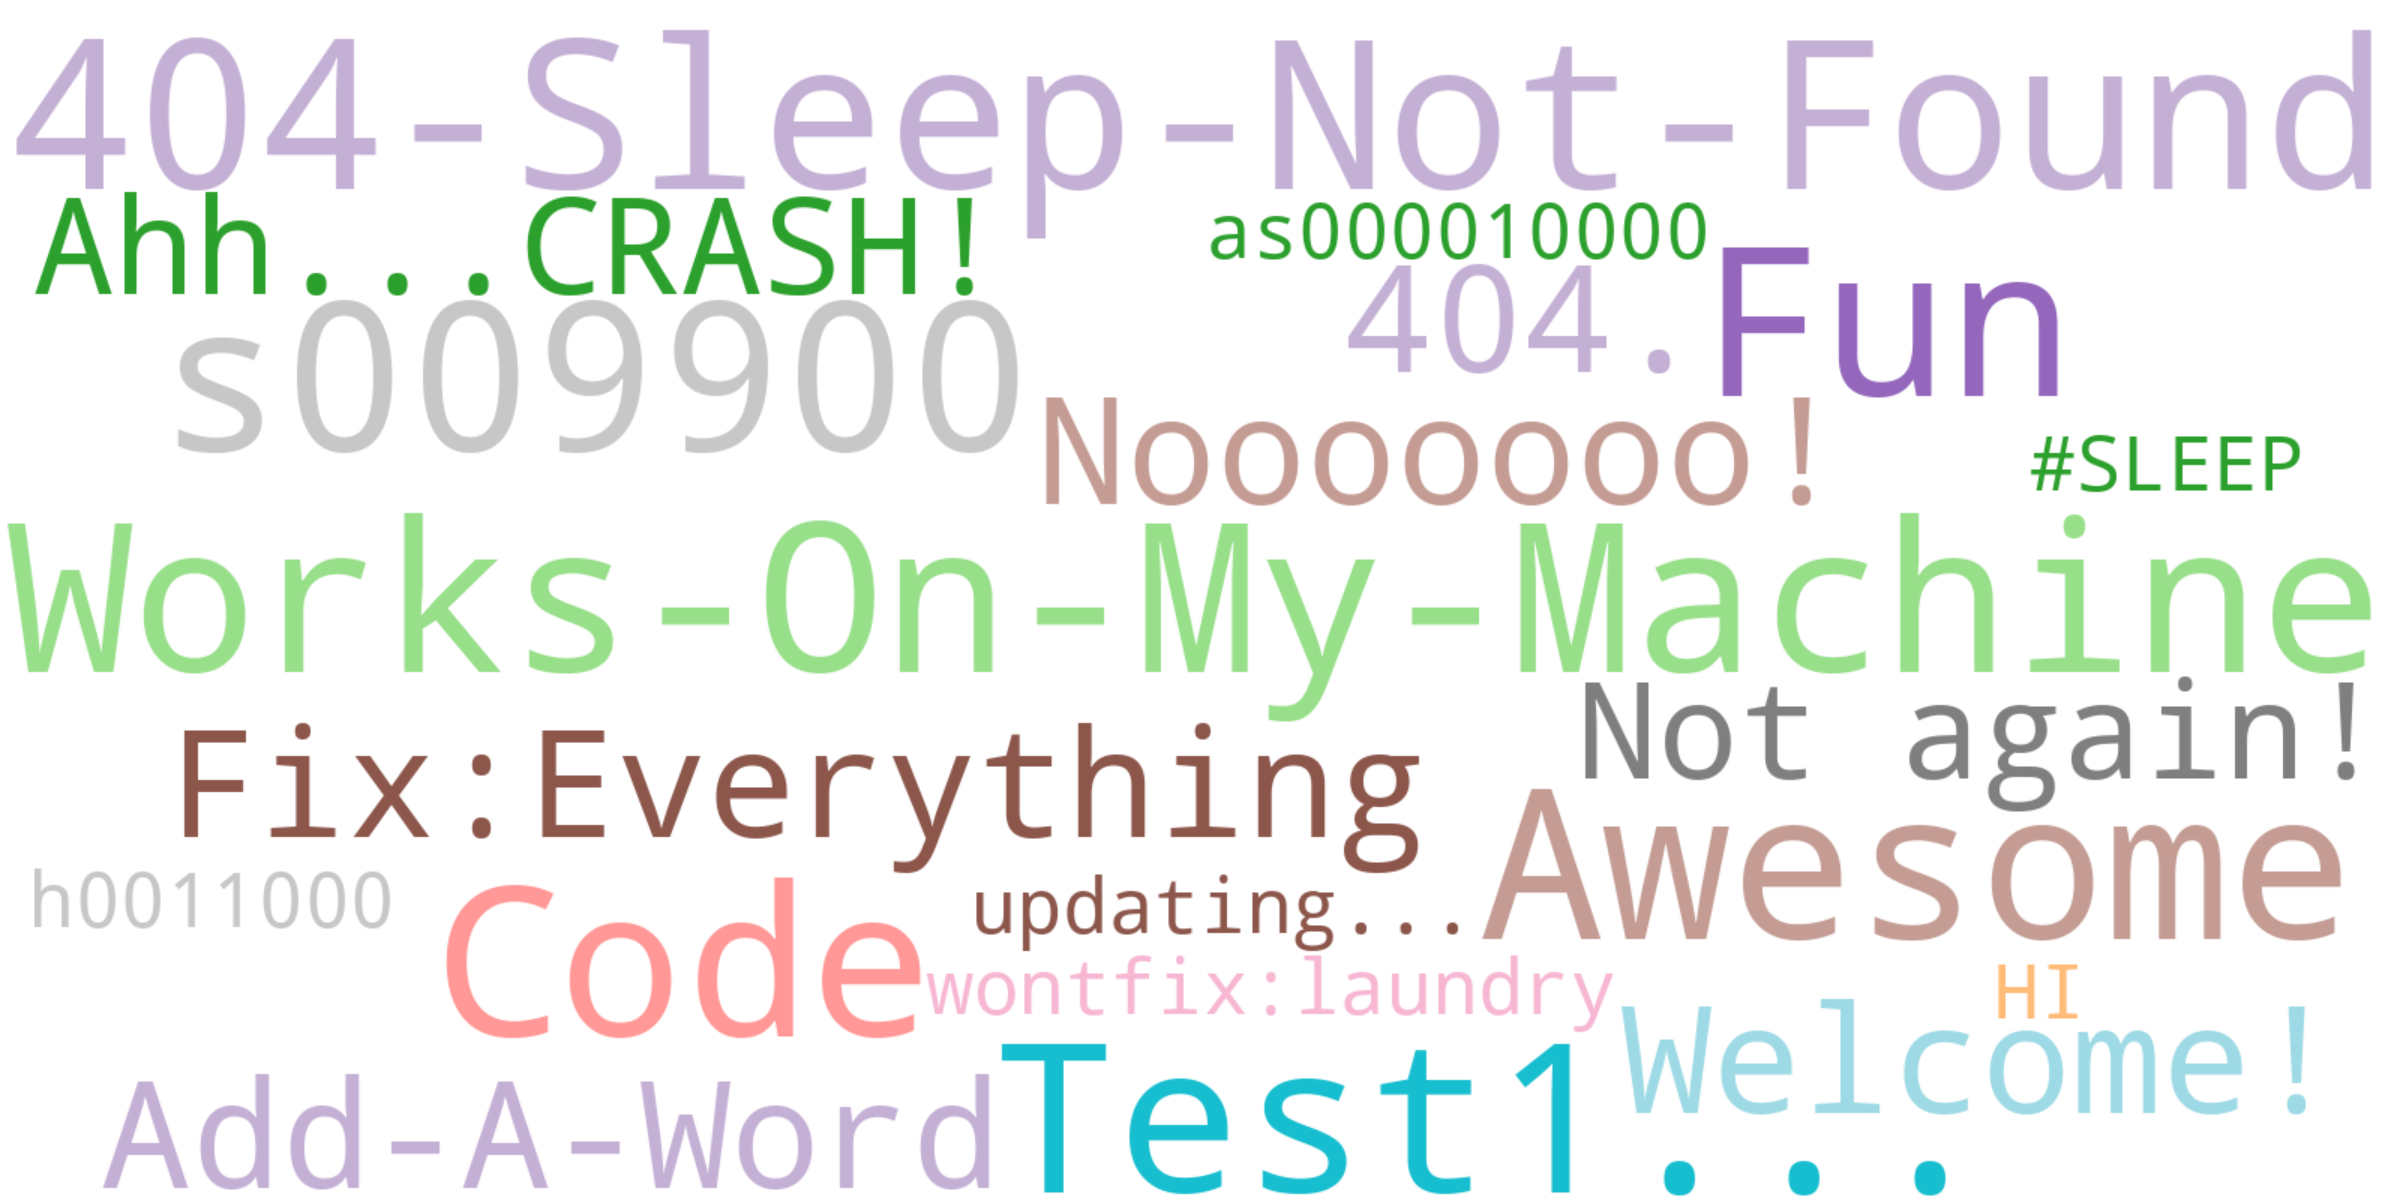 404-Sleep-Not-Found
Ahh...CRASH!
as000010000
404.
Fun
s009900
Nooooooo!
#SLEEP
Works-On-My-Machine
Not again!
Fix:Everything
Awesome
h0011000
Code
updating...
wontfix:laundry
HI
Welcome!
Add-A-Word
Test1...